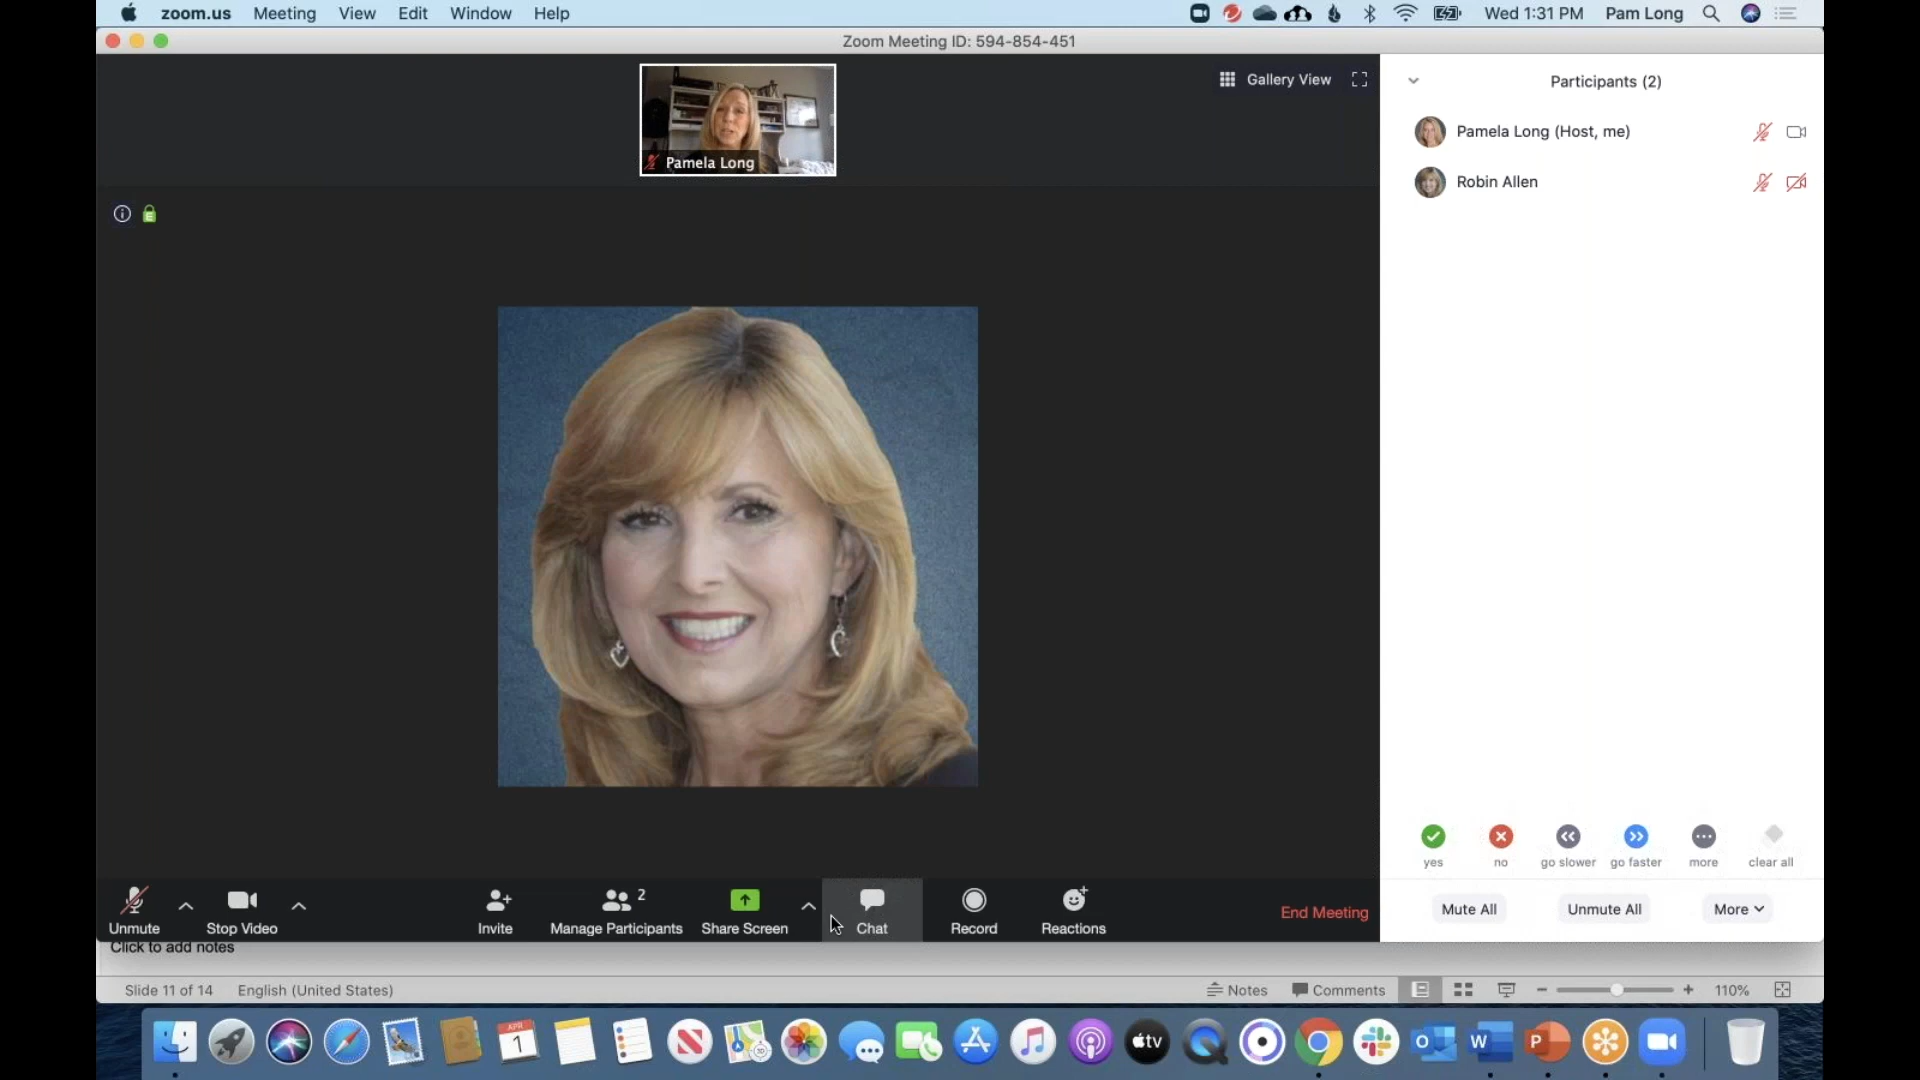 zoom.us Meeting View Edit Window Help Wed 1:31 PM Pam Long
Zoom Meeting ID: 594-854-451
Gallery View
Pamela Long
Participants (2)
Pamela Long (Host, me)
Robin Allen
yes no go slower go faster more clear all
Mute All Unmute All More
Unmute Stop Video Invite Manage Participants 2 Share Screen Chat Record Reactions End Meeting
Click to add notes
Slide 11 of 14 English (United States) Notes Comments 110%
APR
1
tv
W
P
O